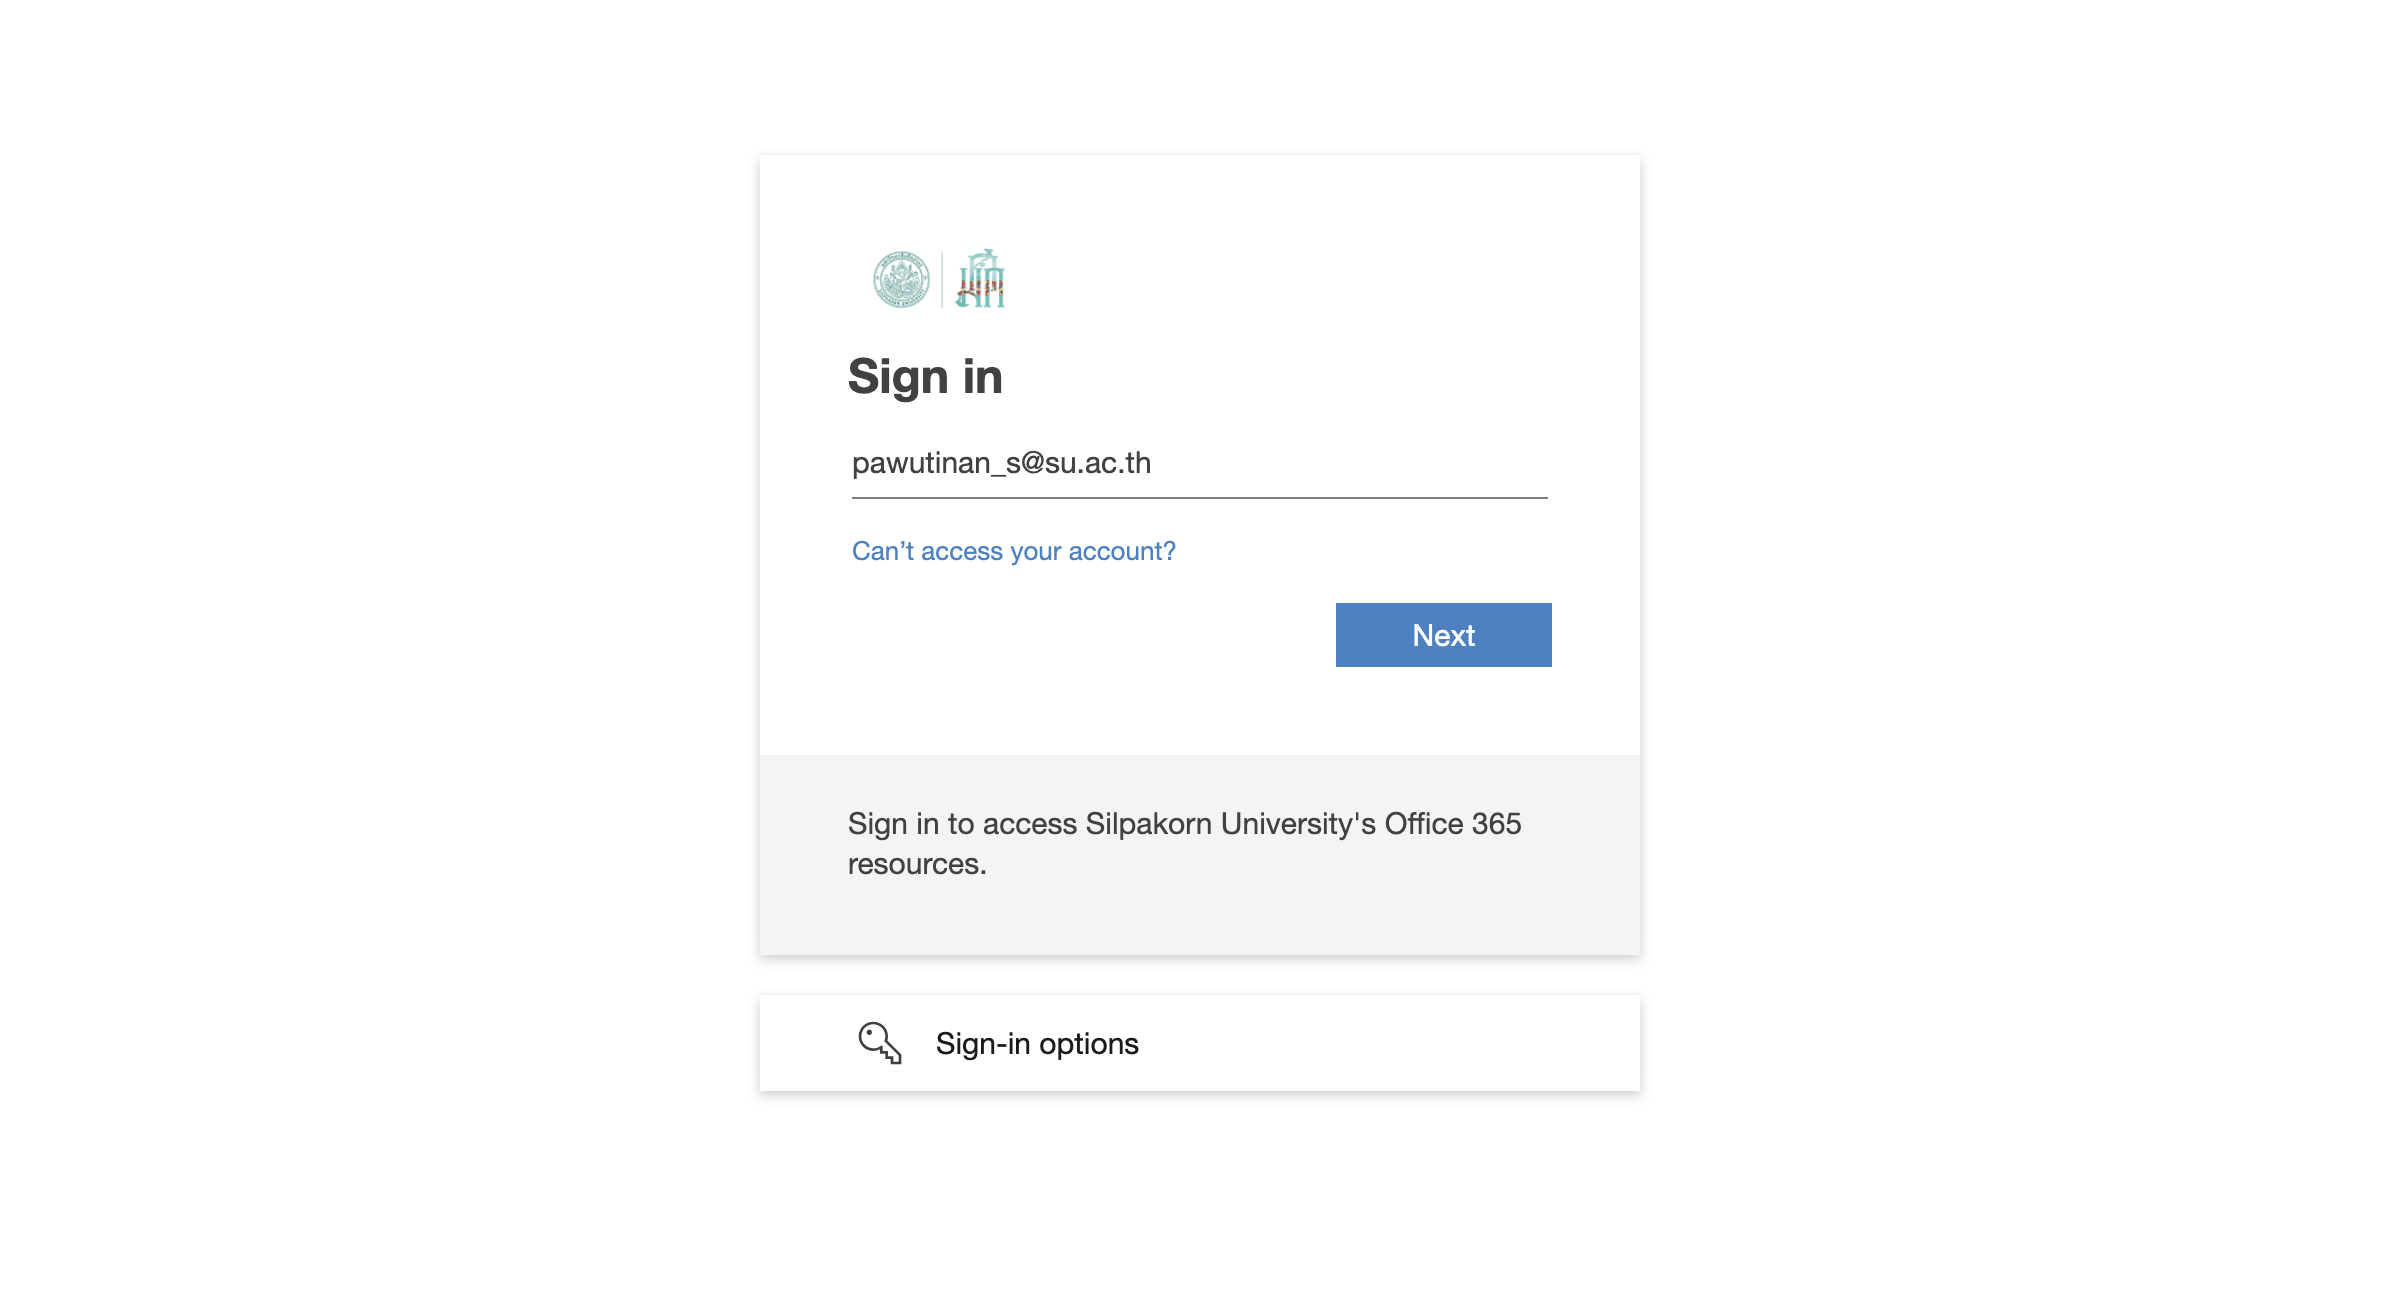 Sign in
pawutinan_s@su.ac.th
Can’t access your account?
Next
Sign in to access Silpakorn University's Office 365
resources.
Sign-in options